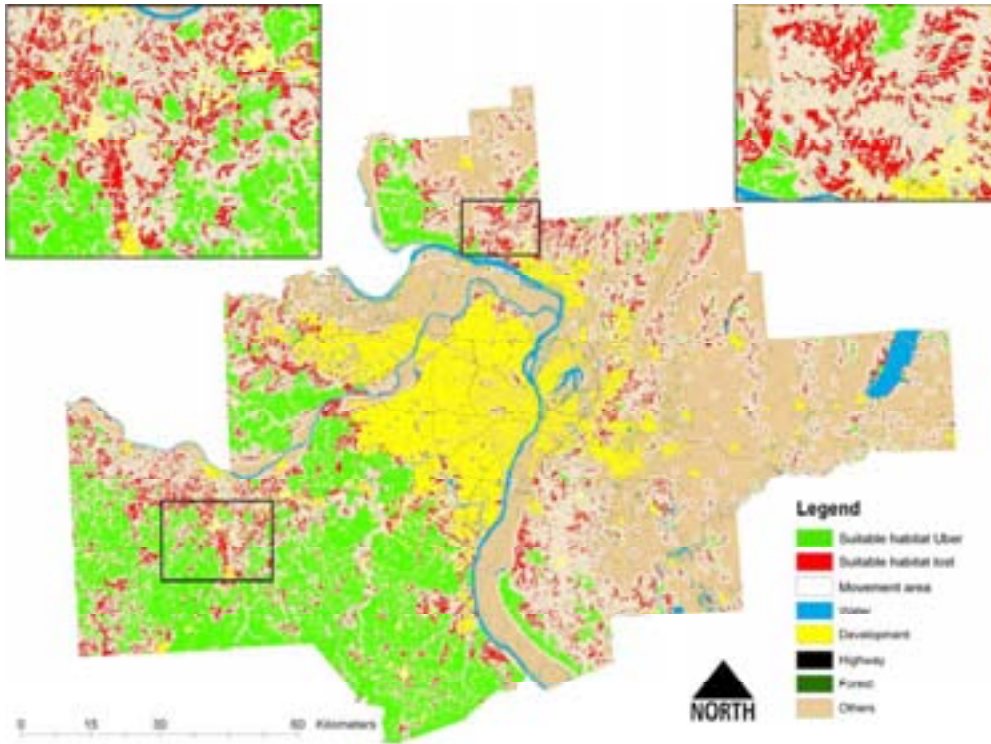 Legend
Suitable habitat Uber
Suitable habitat lost
Movement area
Water
Development
Highway
Forest
Others
NORTH
0 15 30 60 Kilometers